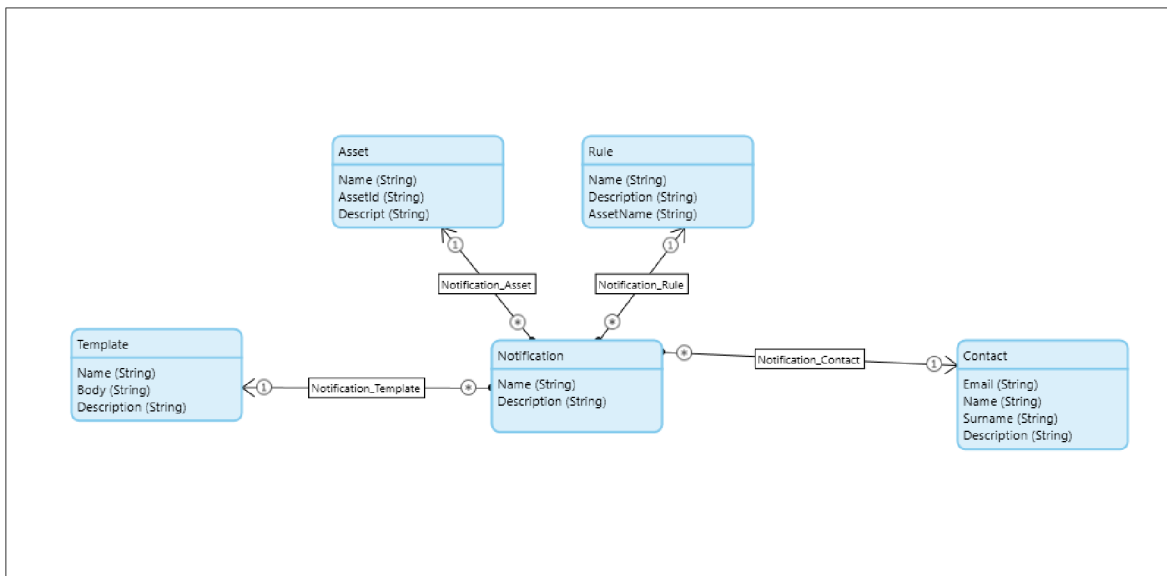 Asset
Name (String)
AssetId (String)
Descript (String)
Rule
Name (String)
Description (String)
AssetName (String)
1
1
Notification_Asset
Notification_Rule
*
*
Template
Name (String)
Body (String)
Description (String)
1
Notification_Template
*
Notification
Name (String)
Description (String)
*
Notification_Contact
1
Contact
Email (String)
Name (String)
Surname (String)
Description (String)